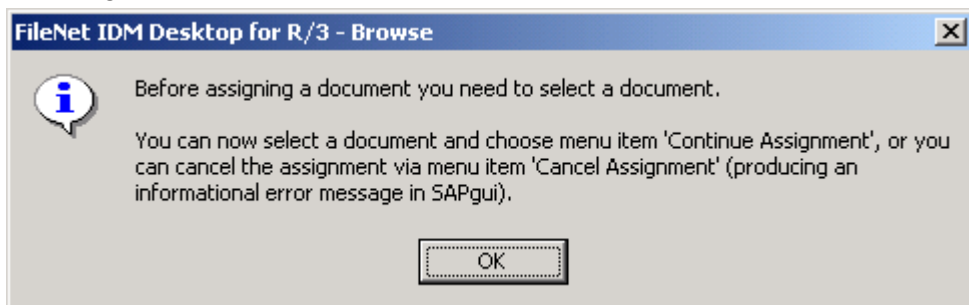 FileNet IDM Desktop for R/3 - Browse
Before assigning a document you need to select a document.
You can now select a document and choose menu item 'Continue Assignment', or you
can cancel the assignment via menu item 'Cancel Assignment' (producing an
informational error message in SAPgui).
OK